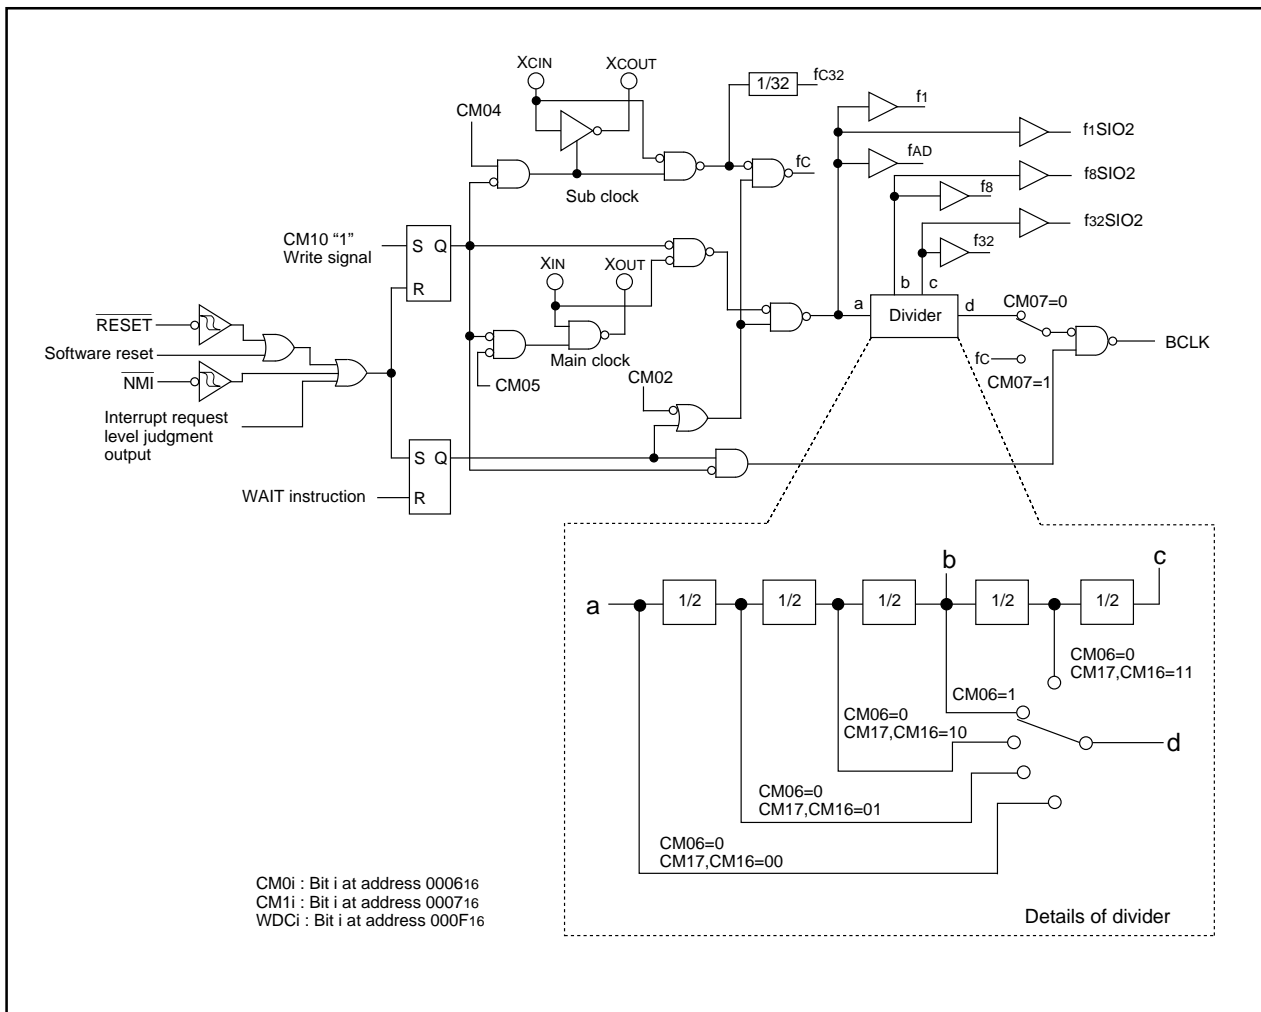 XCIN
XCOUT
1/32
fC32
CM04
f1
f1SIO2
fAD
fC
f8SIO2
Sub clock
f8
f32SIO2
f32
CM10 “1”
Write signal
S Q
R
XIN
XOUT
b c
a
Divider
d
CM07=0
BCLK
fC
CM07=1
RESET
Software reset
NMI
Main clock
CM05
CM02
Interrupt request
level judgment
output
S Q
R
WAIT instruction
b
c
a
1/2
1/2
1/2
1/2
1/2
CM06=0
CM17,CM16=11
CM06=1
CM06=0
CM17,CM16=10
d
CM06=0
CM17,CM16=01
CM06=0
CM17,CM16=00
CM0i : Bit i at address 000616
CM1i : Bit i at address 000716
WDCi : Bit i at address 000F16
Details of divider